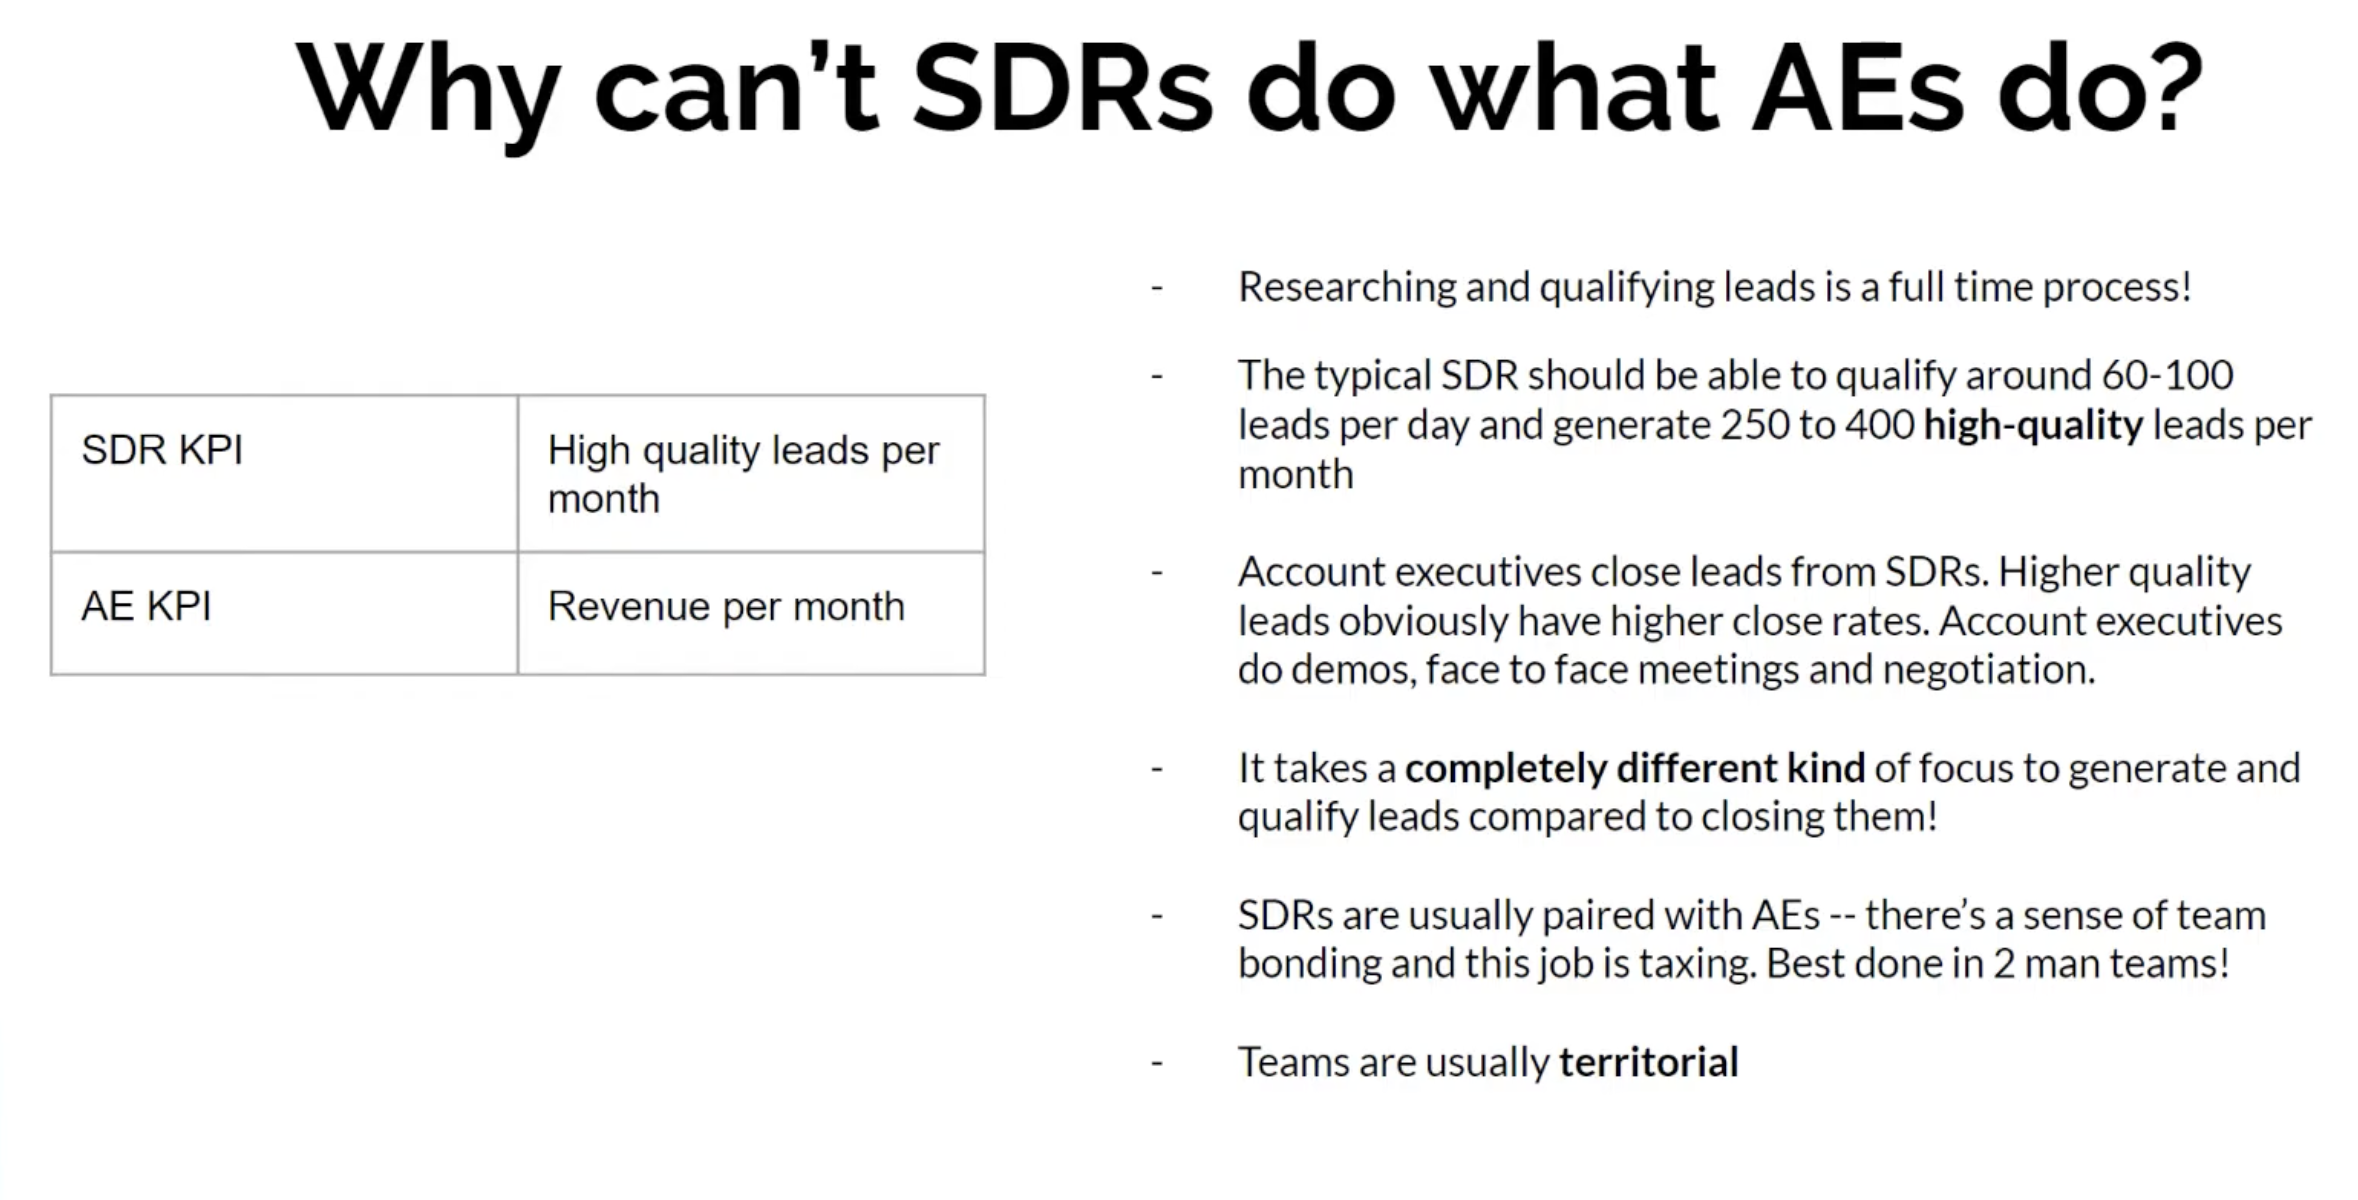 Why can’t SDRs do what AEs do?
SDR KPI
High quality leads per
month
AE KPI
Revenue per month
- Researching and qualifying leads is a full time process!
- The typical SDR should be able to qualify around 60-100
leads per day and generate 250 to 400 high-quality leads per
month
- Account executives close leads from SDRs. Higher quality
leads obviously have higher close rates. Account executives
do demos, face to face meetings and negotiation.
- It takes a completely different kind of focus to generate and
qualify leads compared to closing them!
- SDRs are usually paired with AEs -- there’s a sense of team
bonding and this job is taxing. Best done in 2 man teams!
- Teams are usually territorial